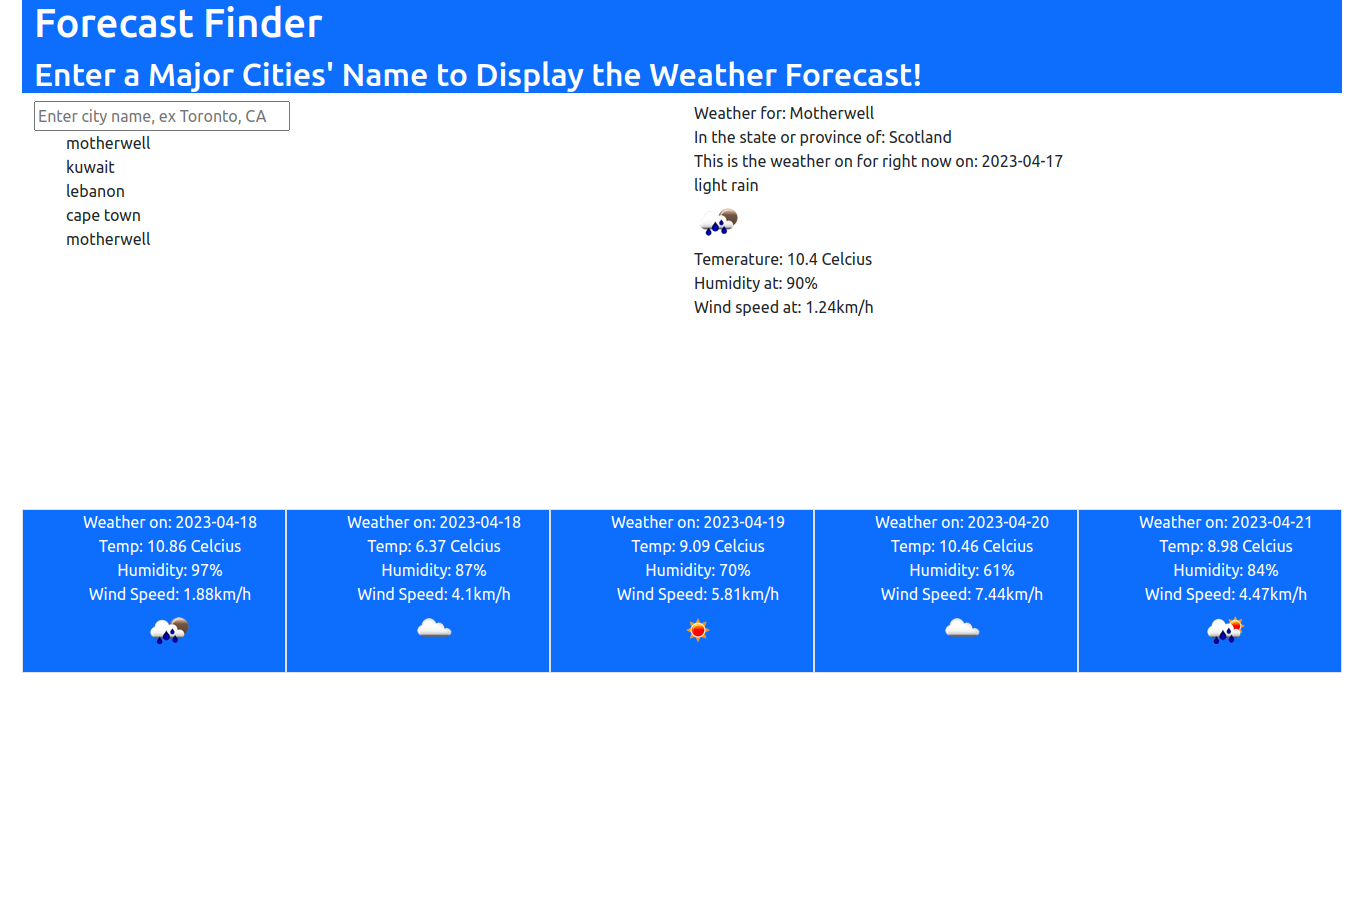 Forecast Finder
Enter a Major Cities' Name to Display the Weather Forecast!
Enter city name, ex Toronto, CA
motherwell
kuwait
lebanon
cape town
motherwell
Weather for: Motherwell
In the state or province of: Scotland
This is the weather on for right now on: 2023-04-17
light rain
Temerature: 10.4 Celcius
Humidity at: 90%
Wind speed at: 1.24km/h
Weather on: 2023-04-18
Temp: 10.86 Celcius
Humidity: 97%
Wind Speed: 1.88km/h
Weather on: 2023-04-18
Temp: 6.37 Celcius
Humidity: 87%
Wind Speed: 4.1km/h
Weather on: 2023-04-19
Temp: 9.09 Celcius
Humidity: 70%
Wind Speed: 5.81km/h
Weather on: 2023-04-20
Temp: 10.46 Celcius
Humidity: 61%
Wind Speed: 7.44km/h
Weather on: 2023-04-21
Temp: 8.98 Celcius
Humidity: 84%
Wind Speed: 4.47km/h